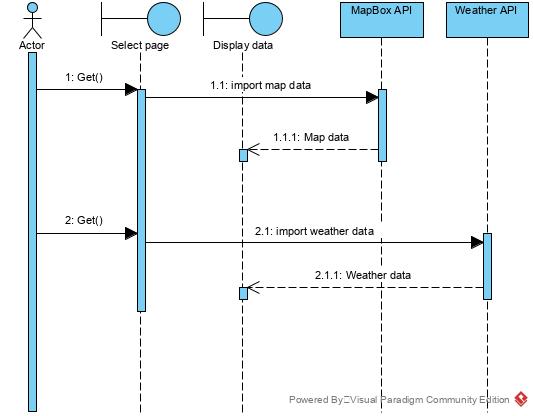 MapBox API
Weather API
Actor
Select page
Display data
1: Get()
1.1: import map data
1.1.1: Map data
2: Get()
2.1: import weather data
2.1.1: Weather data
Powered By Visual Paradigm Community Edition